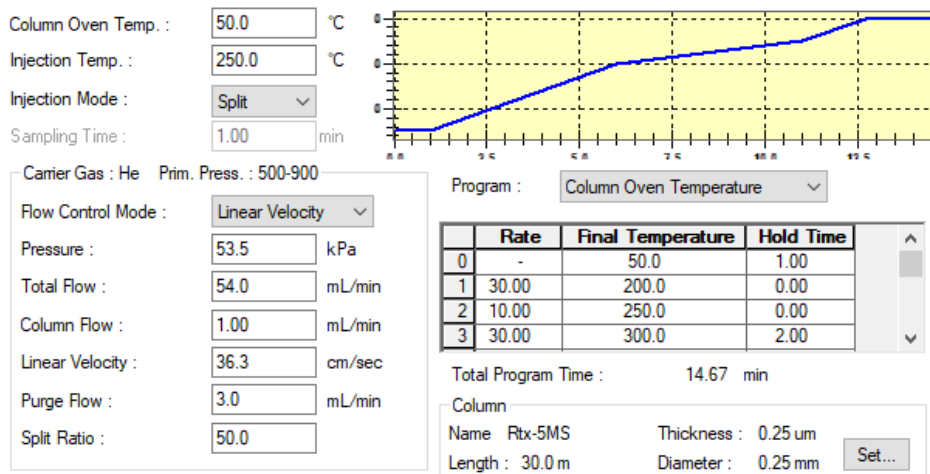 Column Oven Temp. : 50.0 °C
Injection Temp. : 250.0 °C
Injection Mode : Split
Sampling Time : 1.00 min
0
0
0
0.0 2.5 5.0 7.5 10.0 12.5
Carrier Gas : He Prim. Press. : 500-900
Flow Control Mode : Linear Velocity
Pressure : 53.5 kPa
Total Flow : 54.0 mL/min
Column Flow : 1.00 mL/min
Linear Velocity : 36.3 cm/sec
Purge Flow : 3.0 mL/min
Split Ratio : 50.0
Program : Column Oven Temperature
Rate Final Temperature Hold Time
0 - 50.0 1.00
1 30.00 200.0 0.00
2 10.00 250.0 0.00
3 30.00 300.0 2.00
Total Program Time : 14.67 min
Column
Name Rtx-5MS Thickness : 0.25 um
Length : 30.0 m Diameter : 0.25 mm Set...